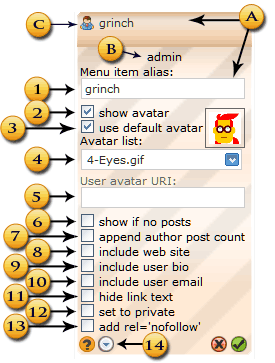 C grinch A
B admin
Menu item alias:
1 grinch
2 show avatar
3 use default avatar
Avatar list:
4 4-Eyes.gif
User avatar URI:
5
6 show if no posts
7 append author post count
8 include web site
9 include user bio
10 include user email
11 hide link text
12 set to private
13 add rel='nofollow'
? 14